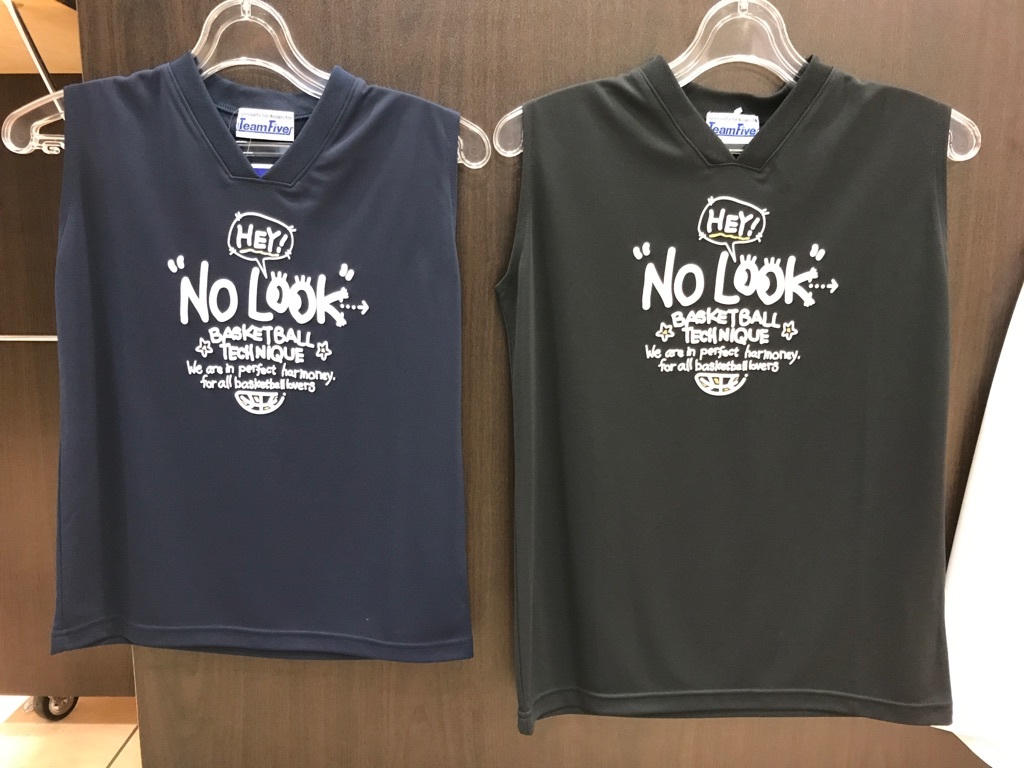 TeamFive
HEY!
"NO LOOK"
BASKETBALL
TECHNIQUE
We are in perfect harmoney.
for all basketball lovers
TeamFive
HEY!
"NO LOOK"
BASKETBALL
TECHNIQUE
We are in perfect harmoney.
for all basketball lovers